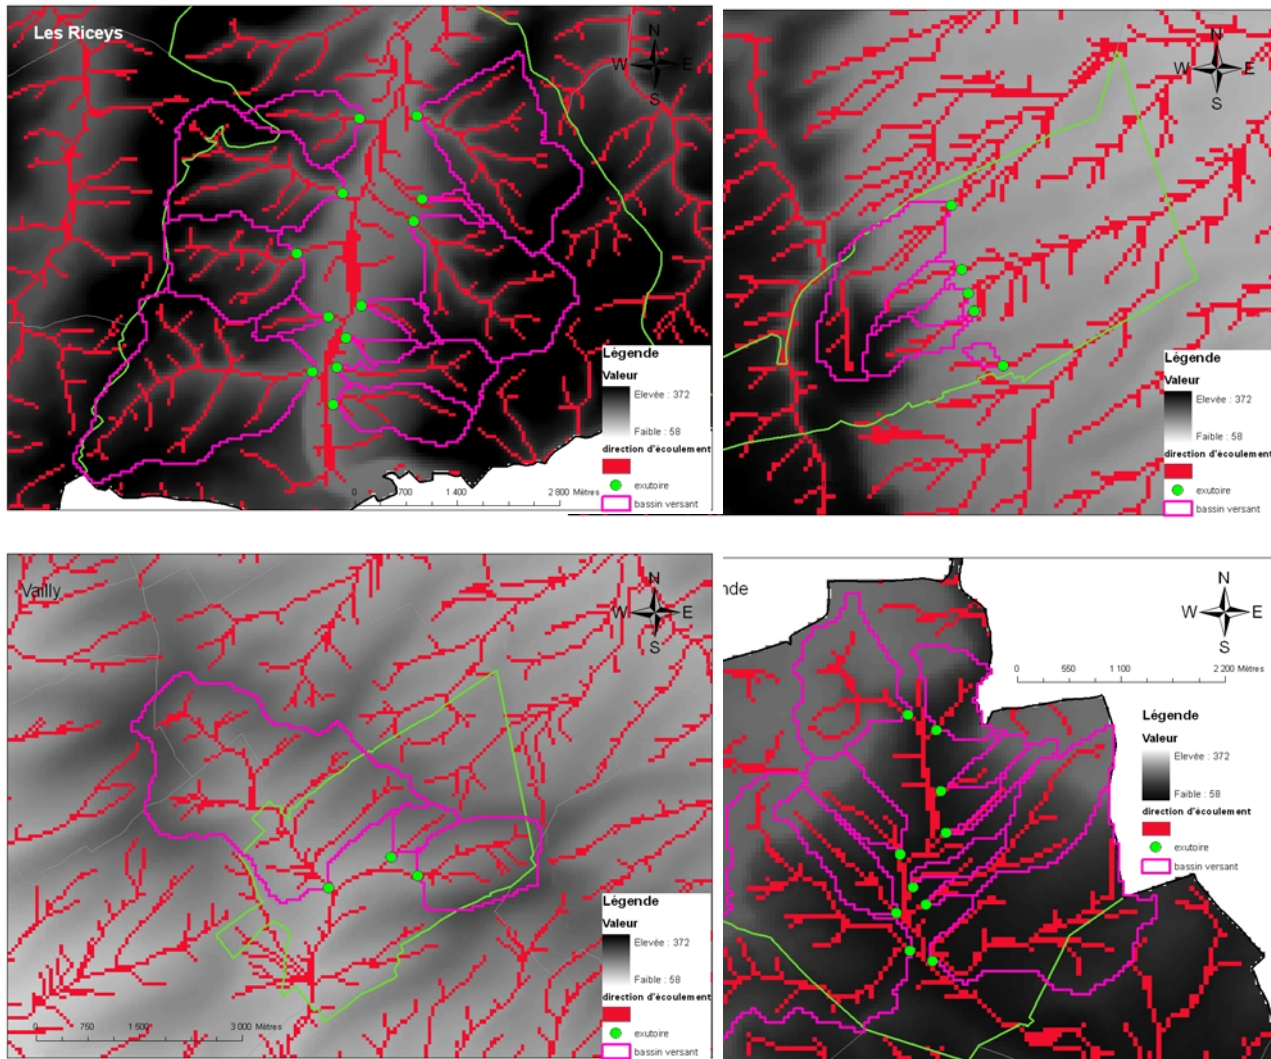 Les Riceys
N
W E
S
Légende
Valeur
Elevée : 372
Faible : 58
direction d'écoulement
exutoire
bassin versant
0 700 1 400 2 800 Mètres
N
W E
S
Légende
Valeur
Elevée : 372
Faible : 58
direction d'écoulement
exutoire
bassin versant
Vailly
N
W E
S
Légende
Valeur
Elevée : 372
Faible : 58
direction d'écoulement
exutoire
bassin versant
0 750 1 500 3 000 Mètres
nde
N
W E
S
0 550 1 100 2 200 Mètres
Légende
Valeur
Elevée : 372
Faible : 58
direction d'écoulement
exutoire
bassin versant